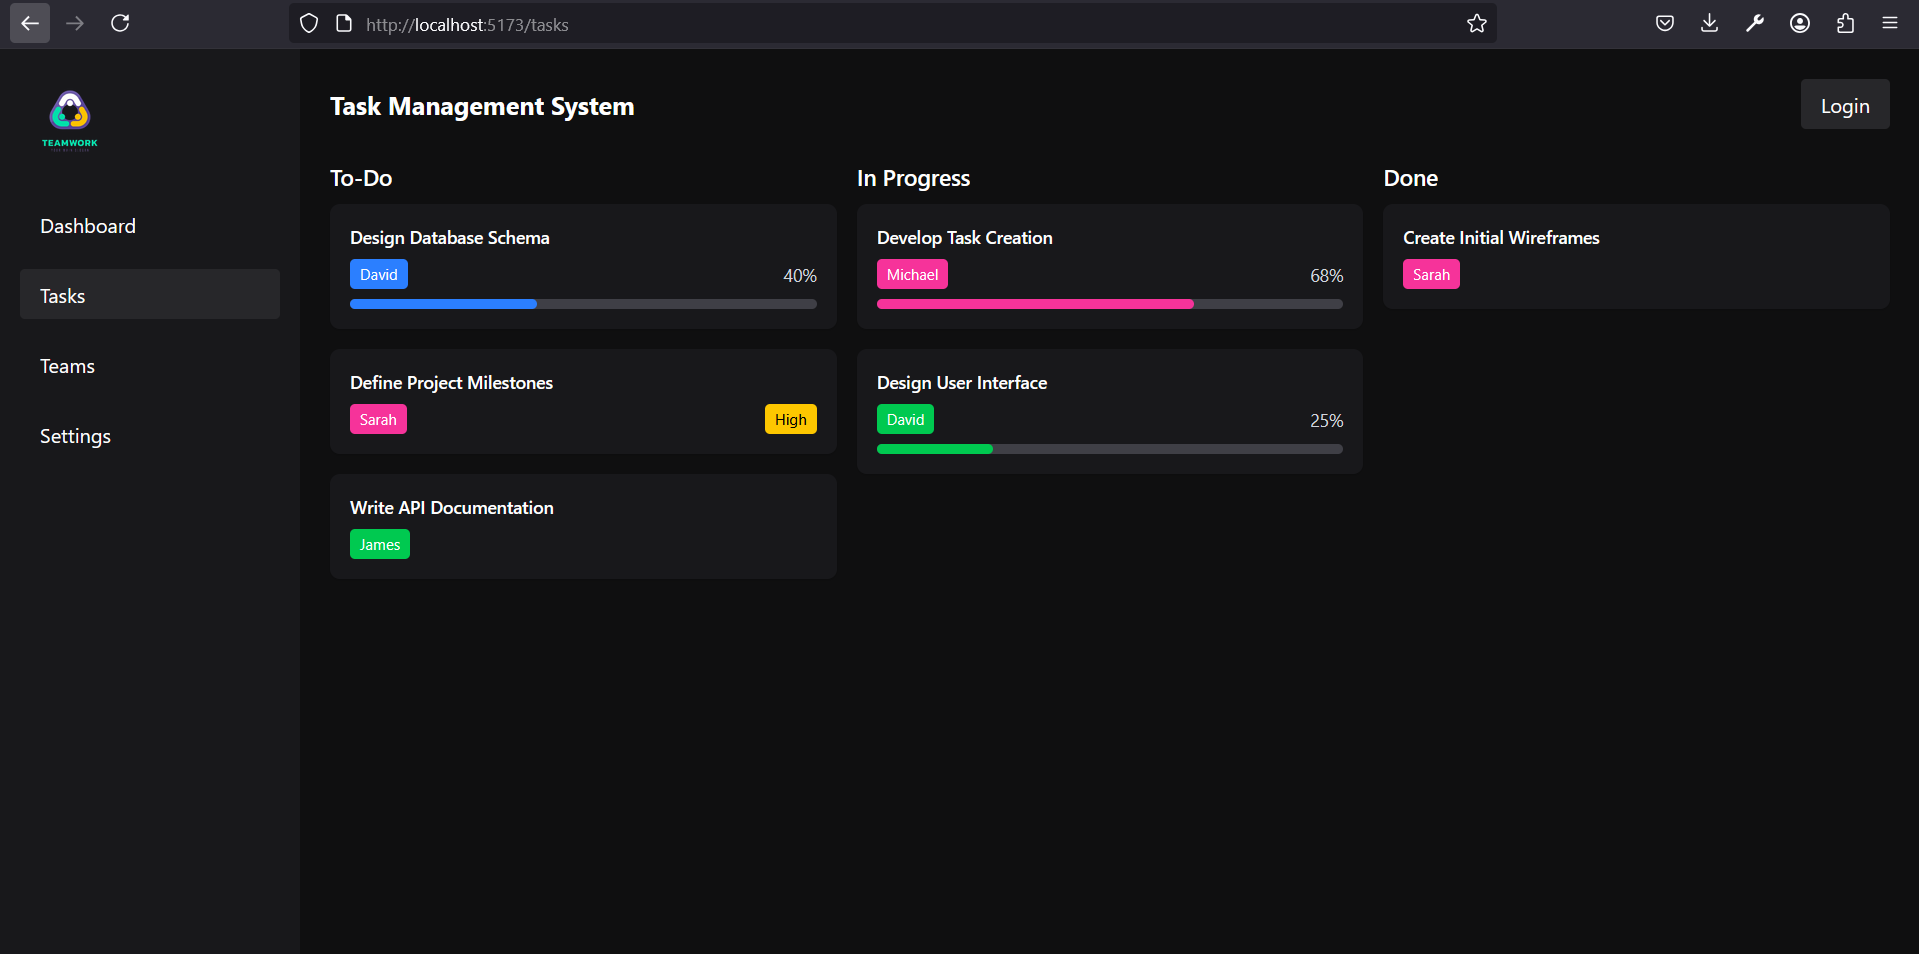 http://localhost:5173/tasks
TEAMWORK
Dashboard
Tasks
Teams
Settings
Task Management System
Login
To-Do
Design Database Schema
David 40%
Define Project Milestones
Sarah High
Write API Documentation
James
In Progress
Develop Task Creation
Michael 68%
Design User Interface
David 25%
Done
Create Initial Wireframes
Sarah